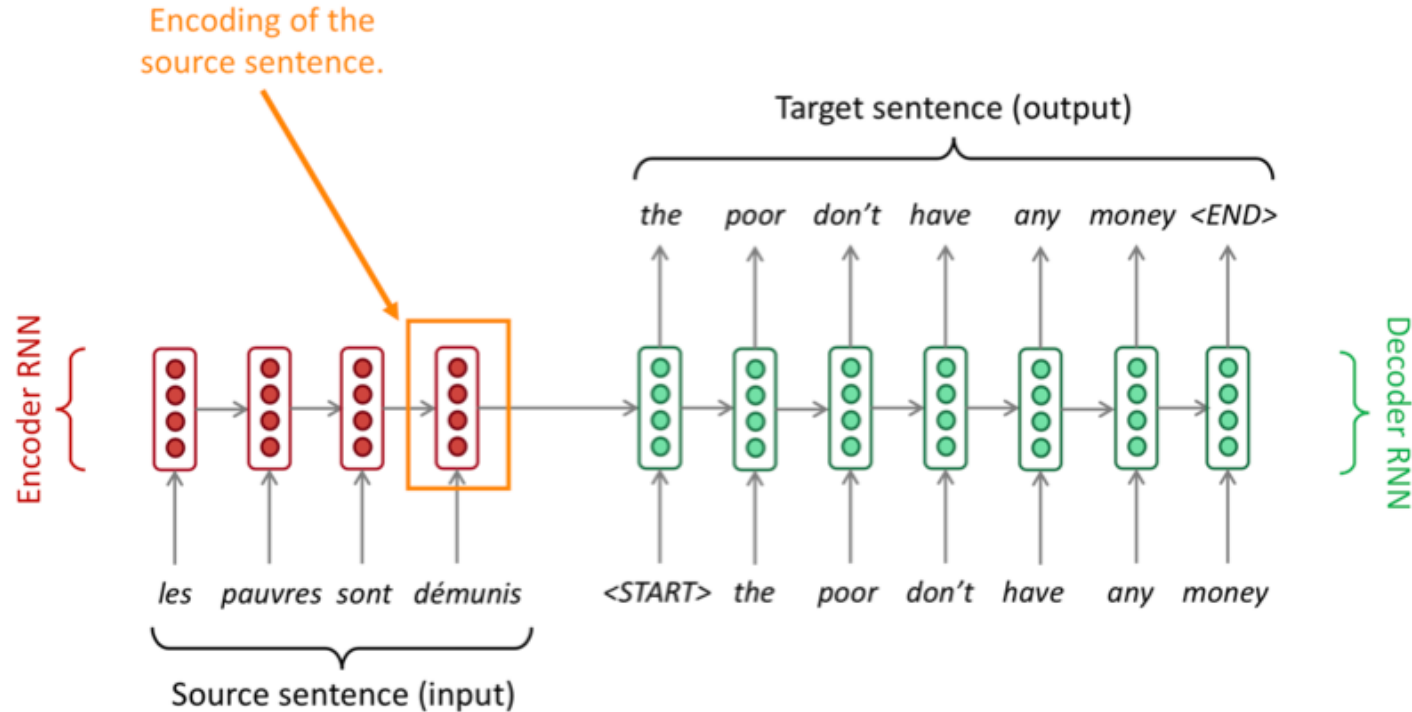 Encoding of the
source sentence.
Target sentence (output)
the poor don't have any money <END>
Encoder RNN
Decoder RNN
les pauvres sont démunis
<START> the poor don't have any money
Source sentence (input)